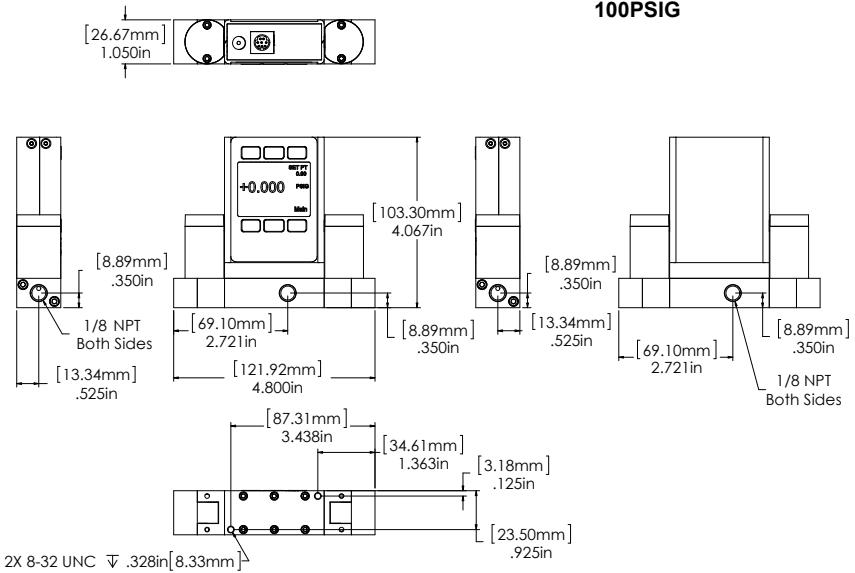 100PSIG
[26.67mm]
1.050in
SET PT
0.00
+0.000 PSIG
Main
[103.30mm]
4.067in
[8.89mm]
.350in
[8.89mm]
.350in
1/8 NPT
Both Sides
[69.10mm]
2.721in
[8.89mm]
.350in
[13.34mm]
.525in
[69.10mm]
2.721in
[8.89mm]
.350in
[13.34mm]
.525in
[121.92mm]
4.800in
1/8 NPT
Both Sides
[87.31mm]
3.438in
[34.61mm]
1.363in
[3.18mm]
.125in
[23.50mm]
.925in
2X 8-32 UNC ↧ .328in[8.33mm]